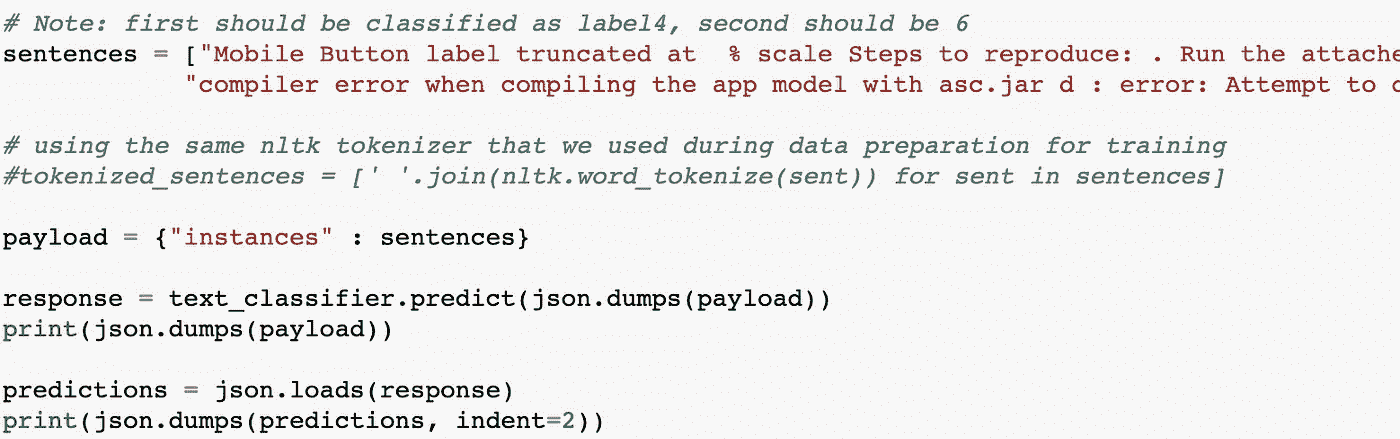 # Note: first should be classified as label4, second should be 6
sentences = ["Mobile Button label truncated at  % scale Steps to reproduce: . Run the attache
"compiler error when compiling the app model with asc.jar d : error: Attempt to
# using the same nltk tokenizer that we used during data preparation for training
#tokenized_sentences = [' '.join(nltk.word_tokenize(sent)) for sent in sentences]
payload = {"instances" : sentences}
response = text_classifier.predict(json.dumps(payload))
print(json.dumps(payload))
predictions = json.loads(response)
print(json.dumps(predictions, indent=2))